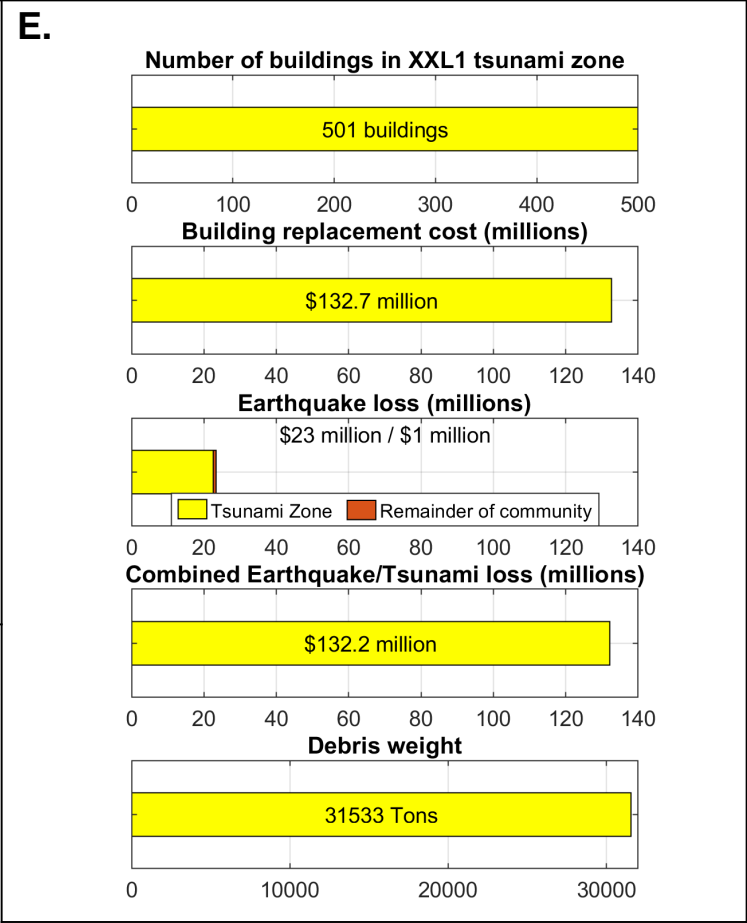 E.
Number of buildings in XXL1 tsunami zone
501 buildings
0 100 200 300 400 500
Building replacement cost (millions)
$132.7 million
0 20 40 60 80 100 120 140
Earthquake loss (millions)
$23 million / $1 million
Tsunami Zone Remainder of community
0 20 40 60 80 100 120 140
Combined Earthquake/Tsunami loss (millions)
$132.2 million
0 20 40 60 80 100 120 140
Debris weight
31533 Tons
0 10000 20000 30000